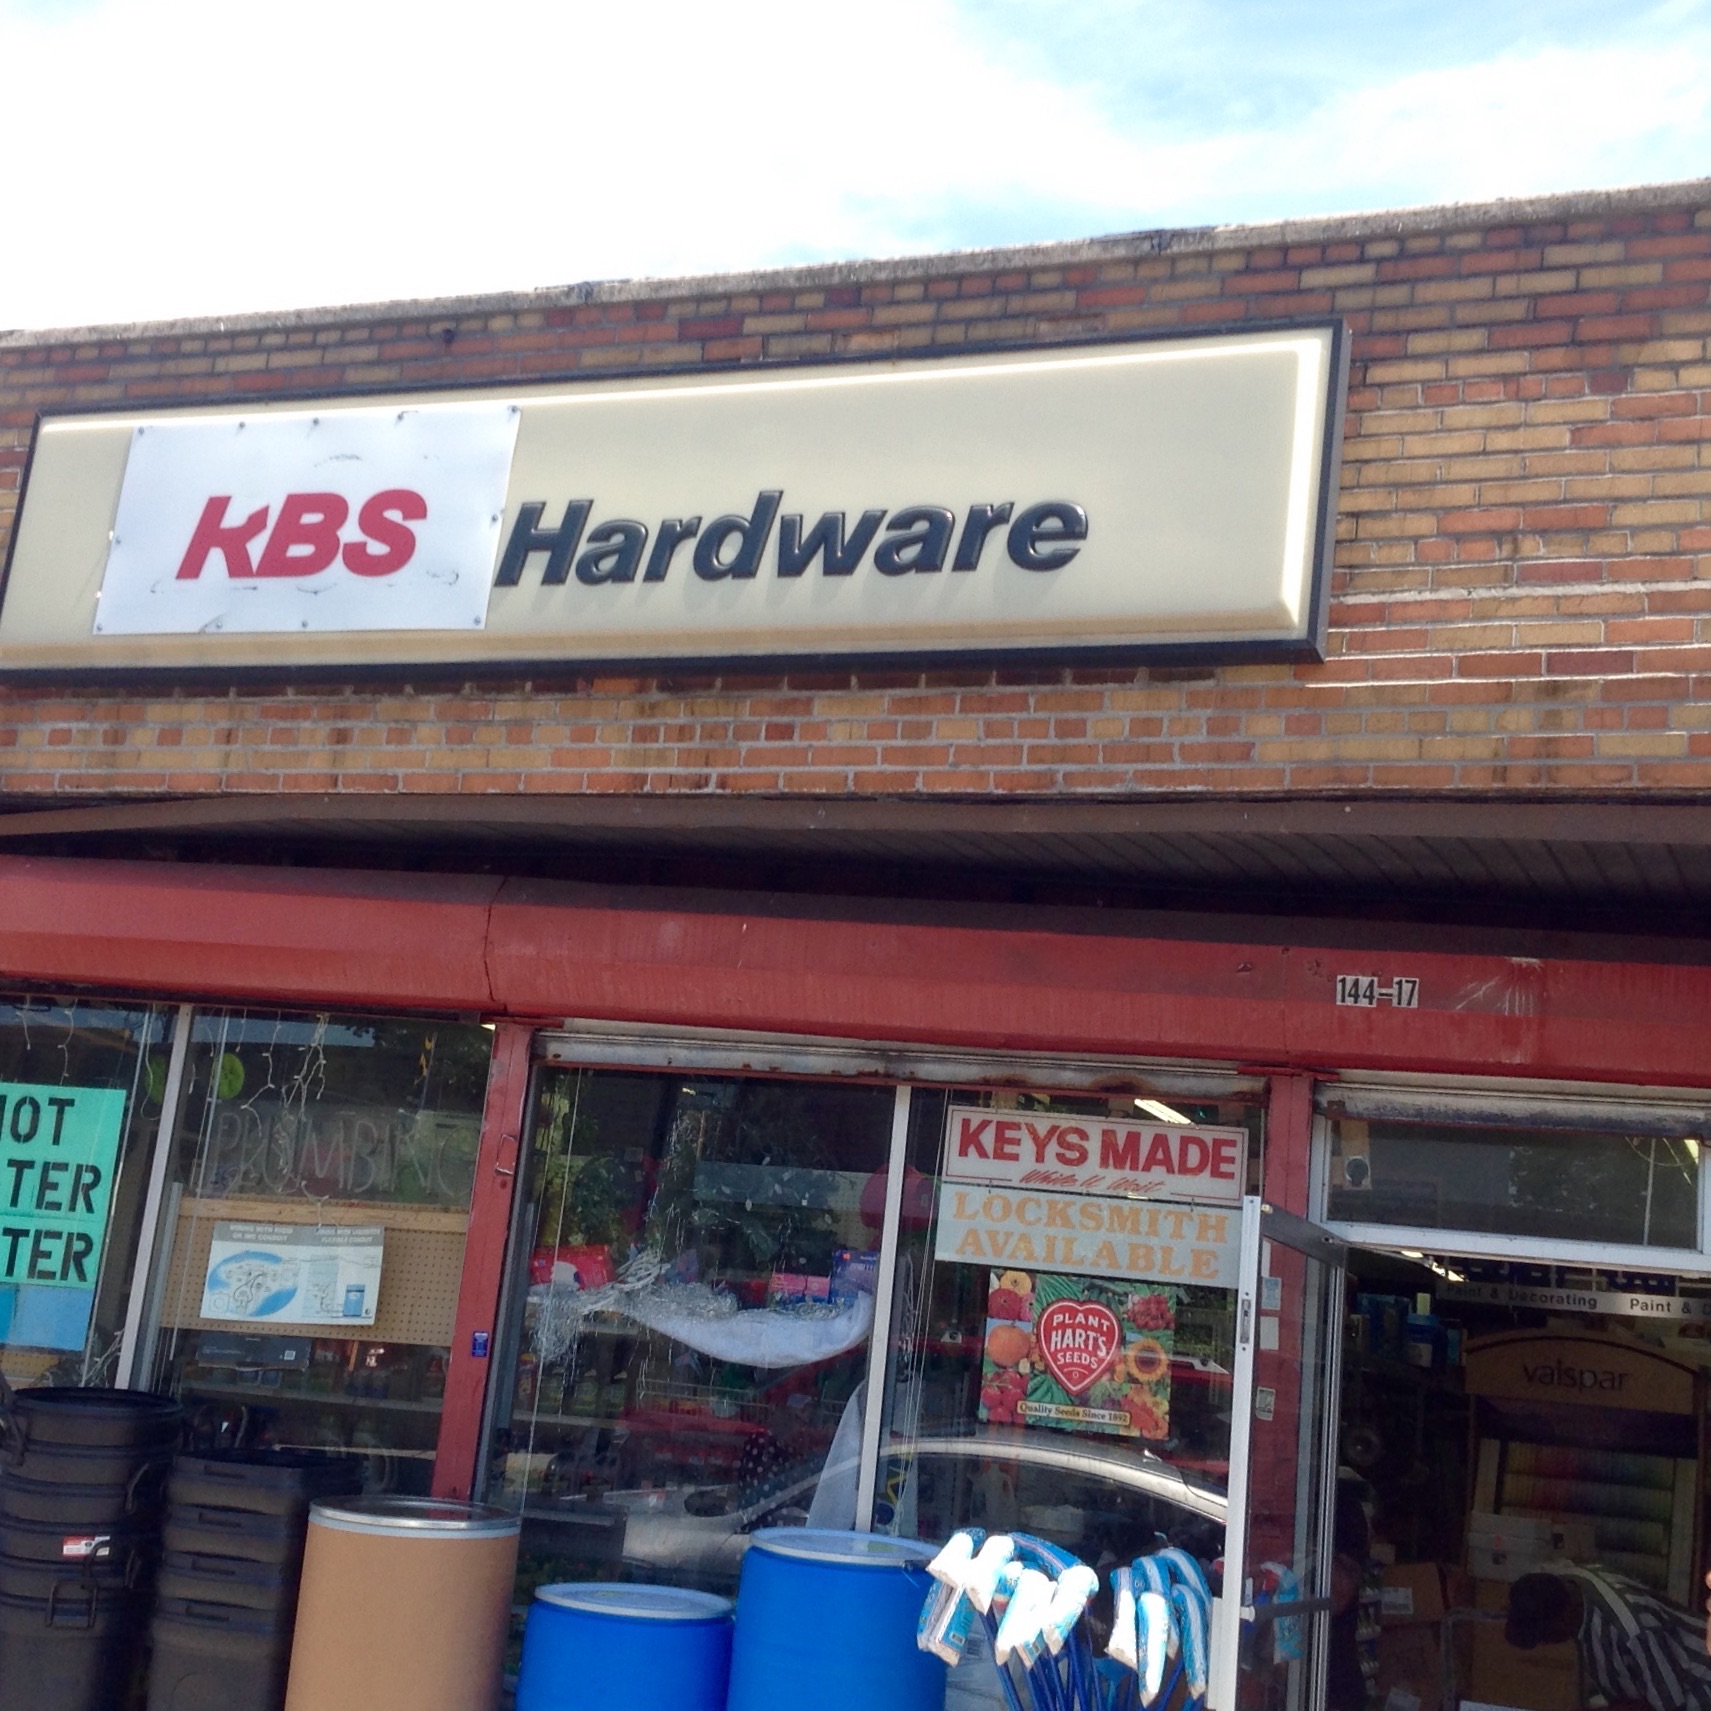 KBS Hardware
144-17
PLUMBING
KEYS MADE
While U Wait
LOCKSMITH
AVAILABLE
PLANT
HART'S
SEEDS
Quality Seeds Since 1892
OT
TER
TER
Paint & Decorating Paint &
valspar